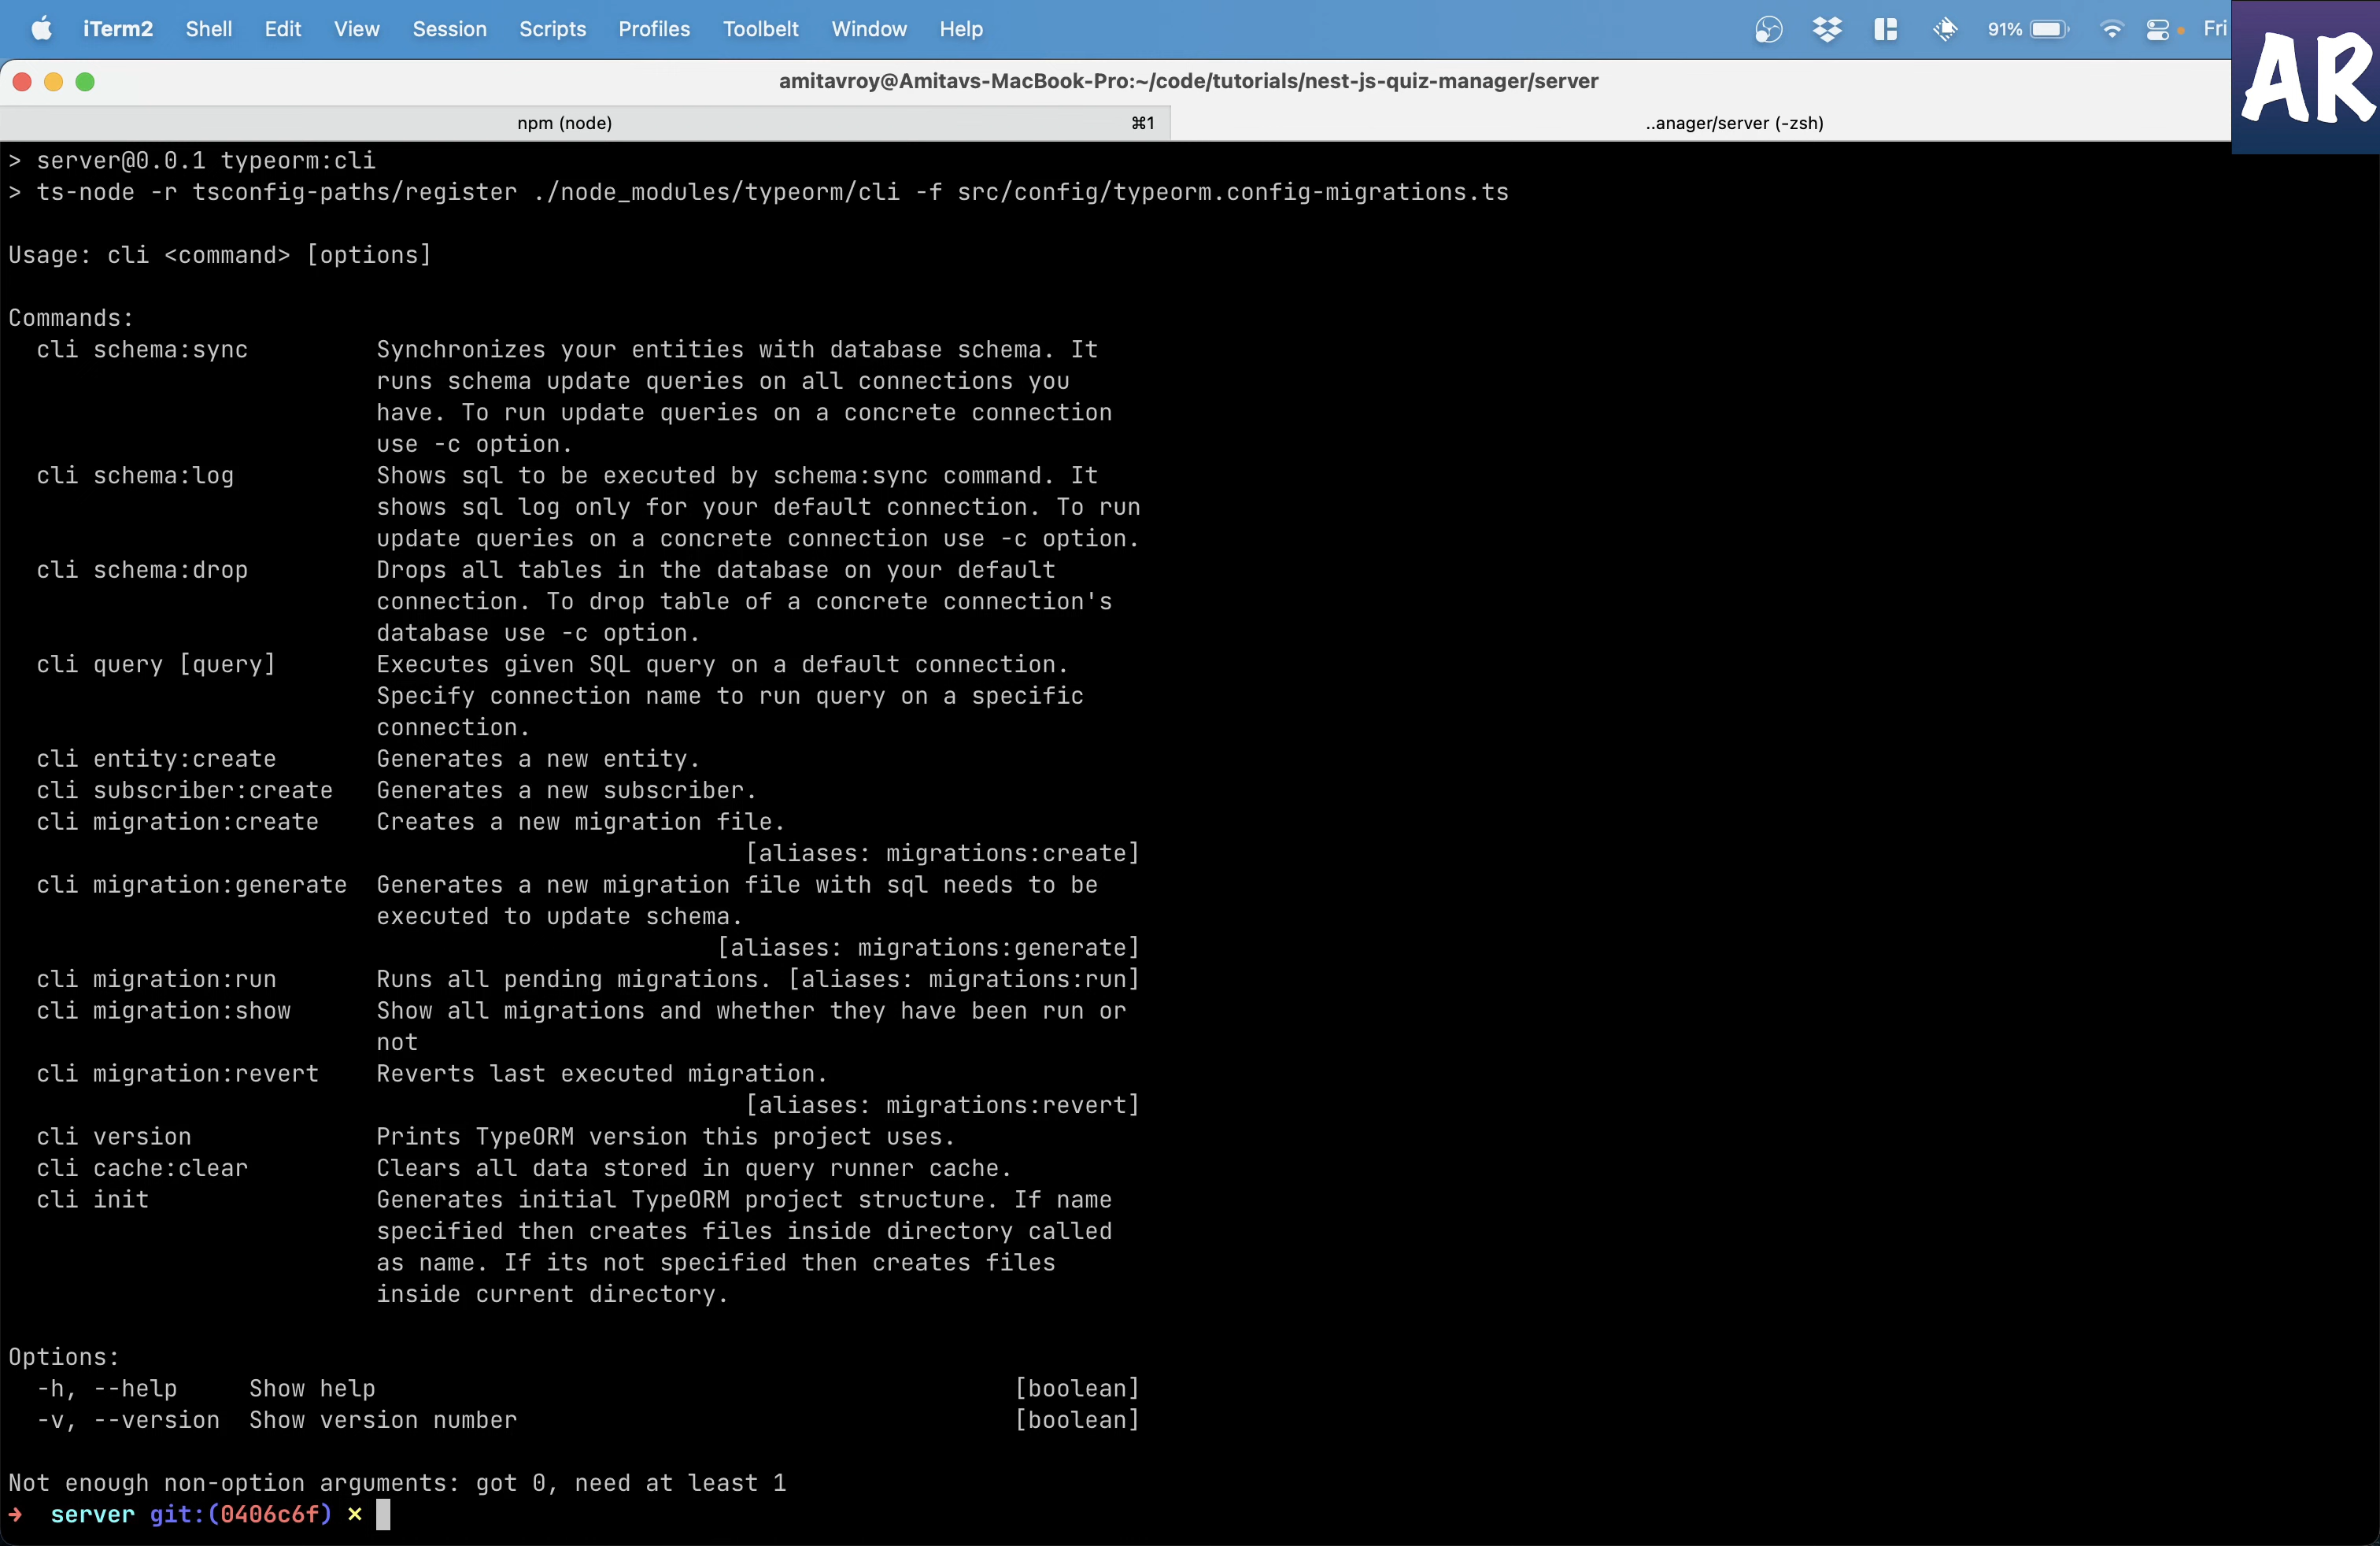 iTerm2 Shell Edit View Session Scripts Profiles Toolbelt Window Help 91% Fri
AR
amitavroy@Amitavs-MacBook-Pro:~/code/tutorials/nest-js-quiz-manager/server
npm (node) ⌘1 ..anager/server (-zsh)
> server@0.0.1 typeorm:cli
> ts-node -r tsconfig-paths/register ./node_modules/typeorm/cli -f src/config/typeorm.config-migrations.ts
Usage: cli <command> [options]
Commands:
cli schema:sync Synchronizes your entities with database schema. It
runs schema update queries on all connections you
have. To run update queries on a concrete connection
use -c option.
cli schema:log Shows sql to be executed by schema:sync command. It
shows sql log only for your default connection. To run
update queries on a concrete connection use -c option.
cli schema:drop Drops all tables in the database on your default
connection. To drop table of a concrete connection's
database use -c option.
cli query [query] Executes given SQL query on a default connection.
Specify connection name to run query on a specific
connection.
cli entity:create Generates a new entity.
cli subscriber:create Generates a new subscriber.
cli migration:create Creates a new migration file.
[aliases: migrations:create]
cli migration:generate Generates a new migration file with sql needs to be
executed to update schema.
[aliases: migrations:generate]
cli migration:run Runs all pending migrations. [aliases: migrations:run]
cli migration:show Show all migrations and whether they have been run or
not
cli migration:revert Reverts last executed migration.
[aliases: migrations:revert]
cli version Prints TypeORM version this project uses.
cli cache:clear Clears all data stored in query runner cache.
cli init Generates initial TypeORM project structure. If name
specified then creates files inside directory called
as name. If its not specified then creates files
inside current directory.
Options:
-h, --help Show help [boolean]
-v, --version Show version number [boolean]
Not enough non-option arguments: got 0, need at least 1
➜ server git:(0406c6f) ×